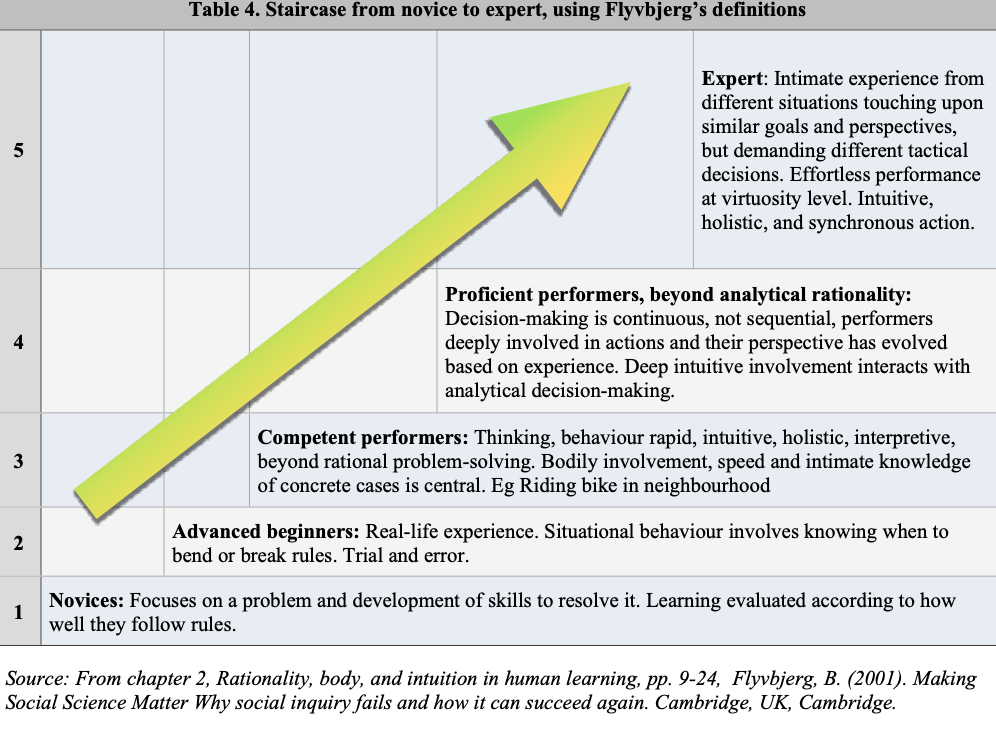 Table 4. Staircase from novice to expert, using Flyvbjerg's definitions
5
Expert: Intimate experience from
different situations touching upon
similar goals and perspectives,
but demanding different tactical
decisions. Effortless performance
at virtuosity level. Intuitive,
holistic, and synchronous action.
4
Proficient performers, beyond analytical rationality:
Decision-making is continuous, not sequential, performers
deeply involved in actions and their perspective has evolved
based on experience. Deep intuitive involvement interacts with
analytical decision-making.
3
Competent performers: Thinking, behaviour rapid, intuitive, holistic, interpretive,
beyond rational problem-solving. Bodily involvement, speed and intimate knowledge
of concrete cases is central. Eg Riding bike in neighbourhood
2
Advanced beginners: Real-life experience. Situational behaviour involves knowing when to
bend or break rules. Trial and error.
1
Novices: Focuses on a problem and development of skills to resolve it. Learning evaluated according to how
well they follow rules.
Source: From chapter 2, Rationality, body, and intuition in human learning, pp. 9-24, Flyvbjerg, B. (2001). Making
Social Science Matter Why social inquiry fails and how it can succeed again. Cambridge, UK, Cambridge.